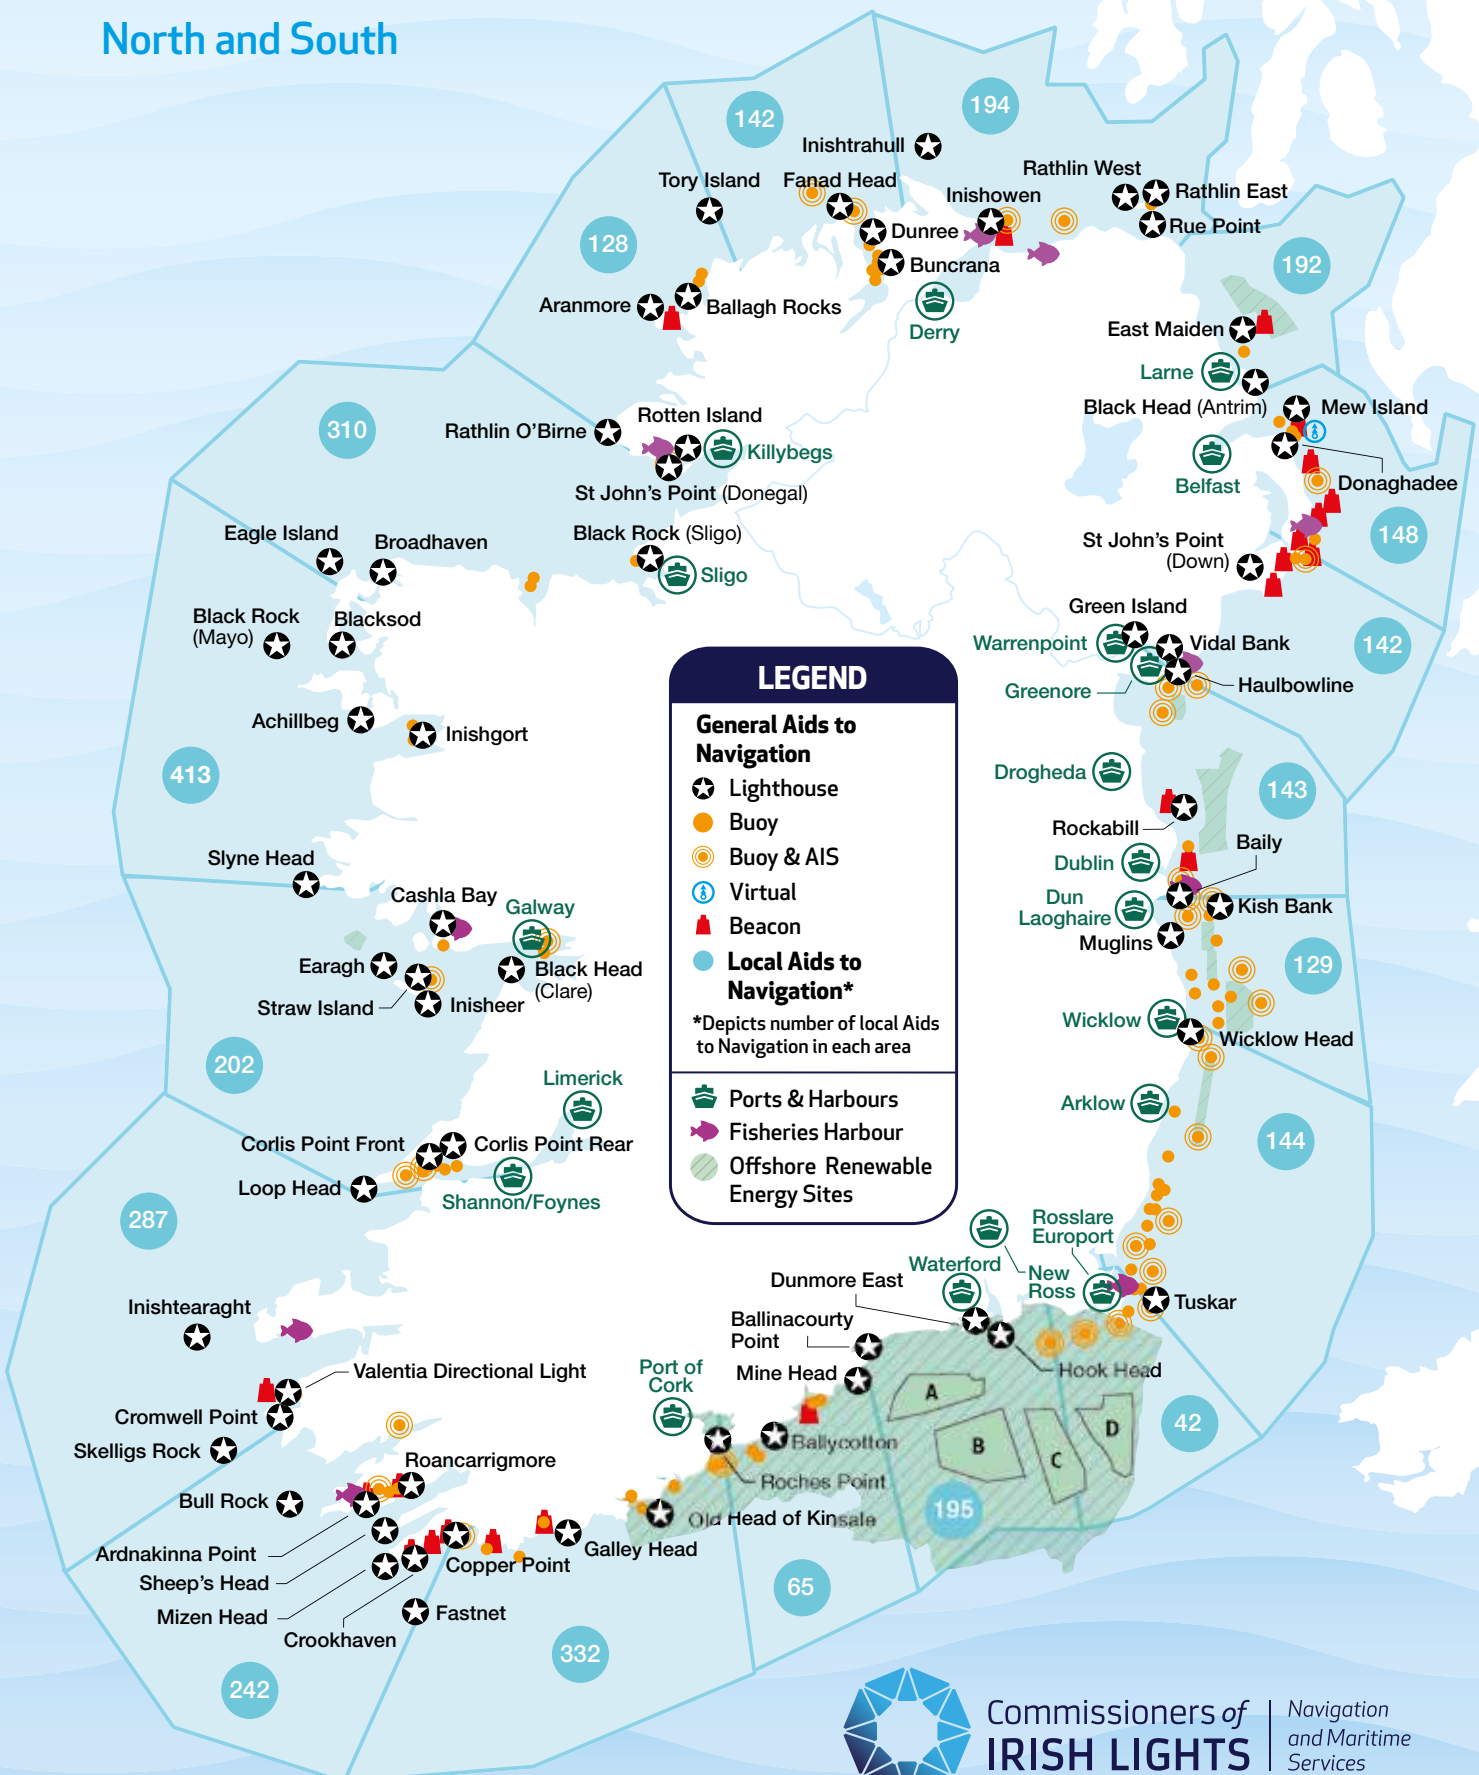 North and South
142
194
Inishtrahull
Rathlin West
Tory Island
Fanad Head
Inishowen
Rathlin East
128
Dunree
Rue Point
Buncrana
192
Aranmore
Ballagh Rocks
Derry
East Maiden
Larne
Black Head (Antrim)
Mew Island
310
Rathlin O'Birne
Rotten Island
Killybegs
St John's Point (Donegal)
Belfast
Donaghadee
148
Eagle Island
Broadhaven
Black Rock (Sligo)
Sligo
St John's Point
(Down)
Black Rock
(Mayo)
Blacksod
Green Island
Warrenpoint
Vidal Bank
142
Greenore
Haulbowline
Achillbeg
Inishgort
413
Drogheda
143
Rockabill
Baily
Dublin
Slyne Head
Cashla Bay
Galway
Dun
Laoghaire
Kish Bank
Muglins
129
Earagh
Black Head
(Clare)
Straw Island
Inisheer
Wicklow
Wicklow Head
202
Limerick
Arklow
144
Corlis Point Front
Corlis Point Rear
Loop Head
Shannon/Foynes
287
LEGEND
General Aids to
Navigation
Lighthouse
Buoy
Buoy & AIS
Virtual
Beacon
Local Aids to
Navigation*
*Depicts number of local Aids
to Navigation in each area
Ports & Harbours
Fisheries Harbour
Offshore Renewable
Energy Sites
Rosslare
Europort
Waterford
New
Ross
Dunmore East
Inishtearaght
Tuskar
Ballinacourty
Point
Valentia Directional Light
Port of
Cork
Mine Head
Hook Head
A
B
C
D
42
Cromwell Point
Skelligs Rock
Ballycotton
Roancarrigmore
Roches Point
Bull Rock
Old Head of Kinsale
195
Ardnakinna Point
Galley Head
Copper Point
Sheep's Head
65
Mizen Head
Fastnet
Crookhaven
332
242
Commissioners of
IRISH LIGHTS
Navigation
and Maritime
Services